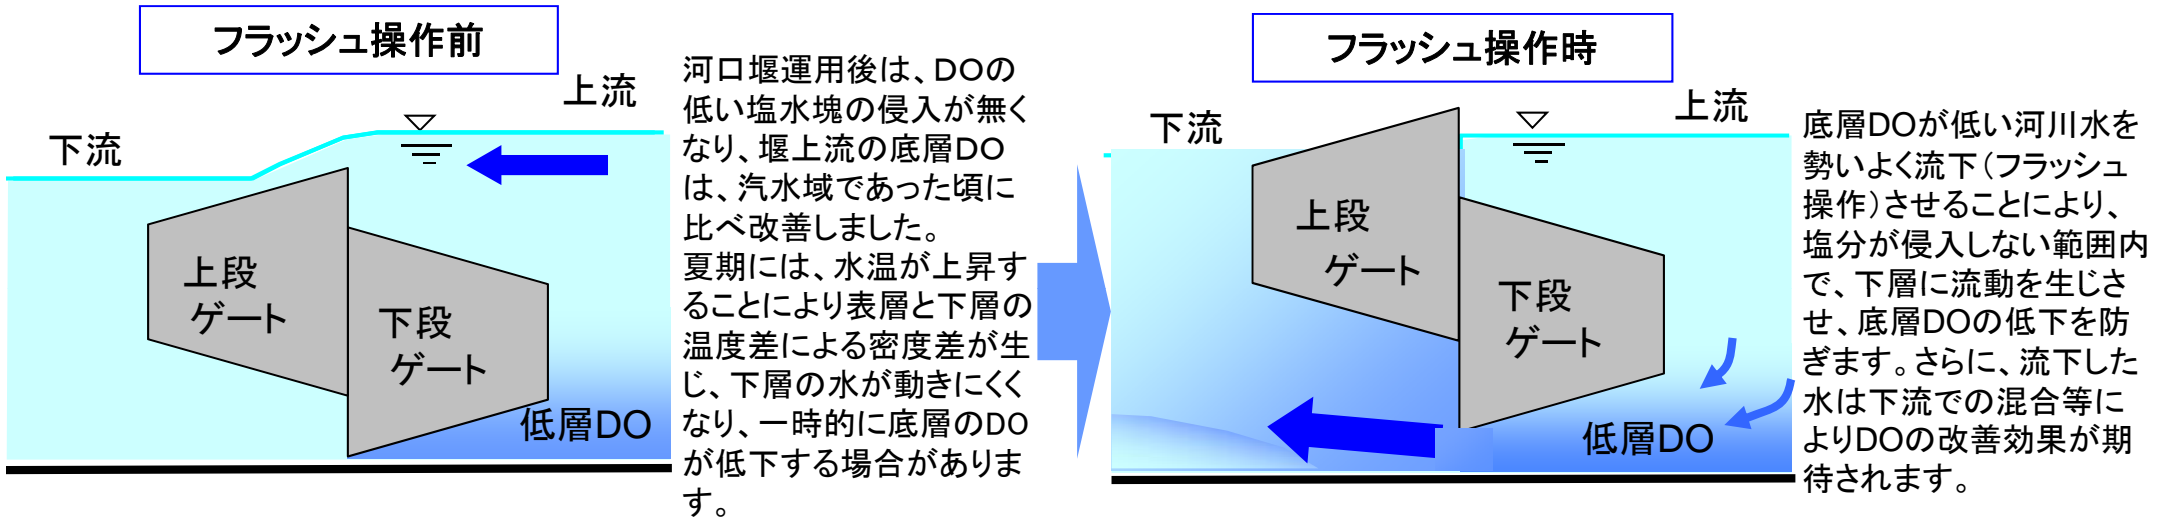 フラッシュ操作前
上流
下流
上段
ゲート
下段
ゲート
低層DO
河口堰運用後は、DOの
低い塩水塊の侵入が無く
なり、堰上流の底層DO
は、汽水域であった頃に
比べ改善しました。
夏期には、水温が上昇す
ることにより表層と下層の
温度差による密度差が生
じ、下層の水が動きにくく
なり、一時的に底層のDO
が低下する場合がありま
す。
フラッシュ操作時
上流
下流
上段
ゲート
下段
ゲート
低層DO
底層DOが低い河川水を
勢いよく流下（フラッシュ
操作）させることにより、
塩分が侵入しない範囲内
で、下層に流動を生じさ
せ、底層DOの低下を防
ぎます。さらに、流下した
水は下流での混合等に
よりDOの改善効果が期
待されます。